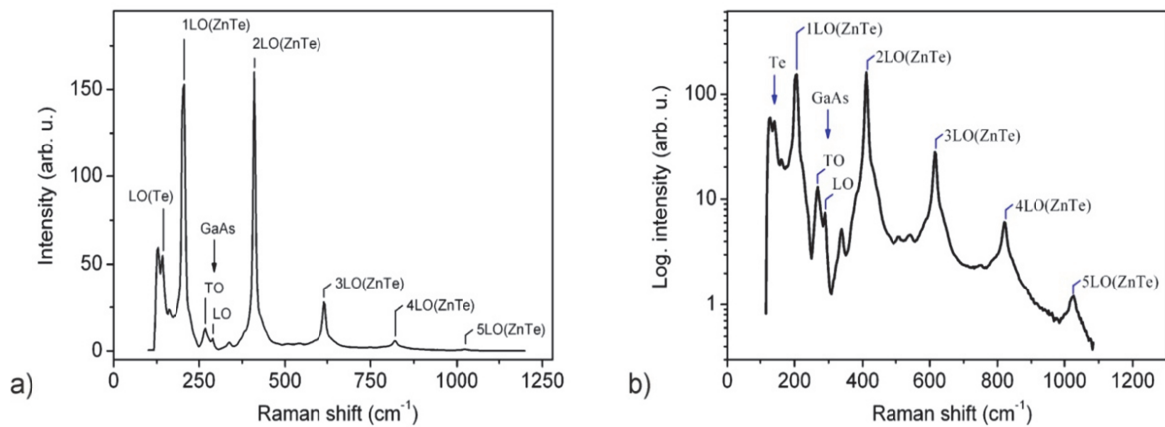 1LO(ZnTe)
2LO(ZnTe)
150
LO(Te)
100
GaAs
50
TO
LO
3LO(ZnTe)
4LO(ZnTe)
5LO(ZnTe)
0
0 250 500 750 1000 1250
Intensity (arb. u.)
Raman shift (cm-1)
a)
1LO(ZnTe)
Te
2LO(ZnTe)
100
GaAs
3LO(ZnTe)
TO
LO
10
4LO(ZnTe)
5LO(ZnTe)
1
0 200 400 600 800 1000 1200
Log. intensity (arb. u.)
Raman shift (cm-1)
b)